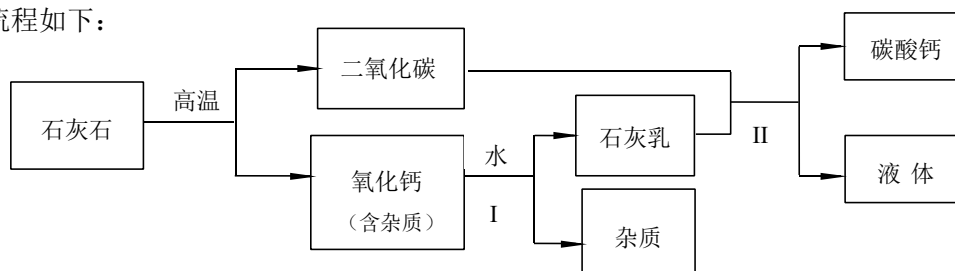 流程如下：
石灰石
高温
二氧化碳
氧化钙
（含杂质）
水
I
石灰乳
杂质
II
碳酸钙
液 体